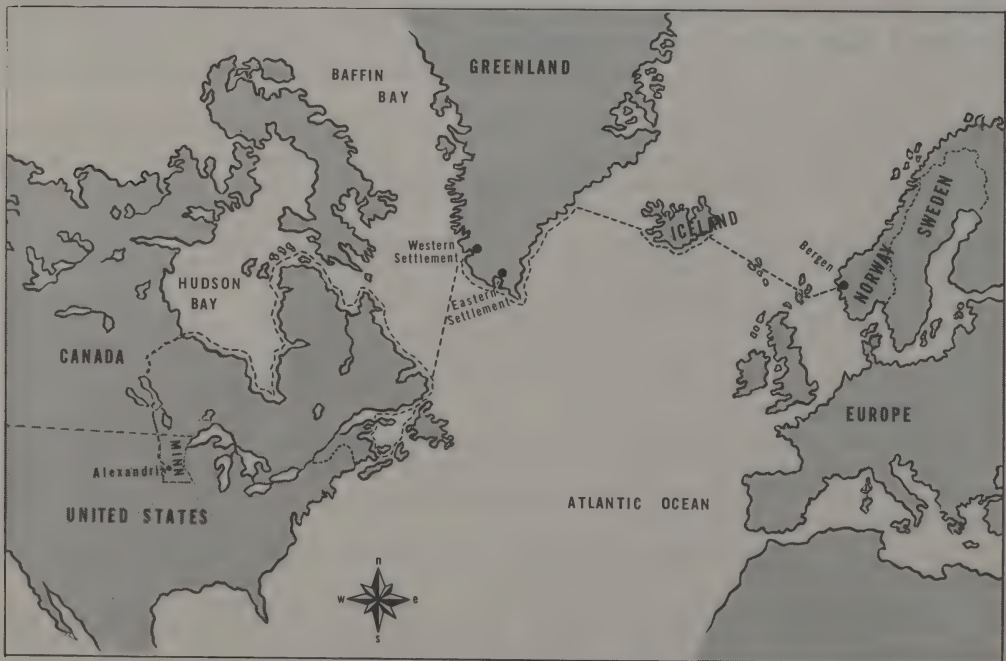 BAFFIN
BAY
GREENLAND
ICELAND
Bergen
NORWAY
SWEDEN
Western
Settlement
Eastern
Settlement
HUDSON
BAY
CANADA
MINN
Alexandri
UNITED STATES
EUROPE
ATLANTIC OCEAN
n
w
e
s